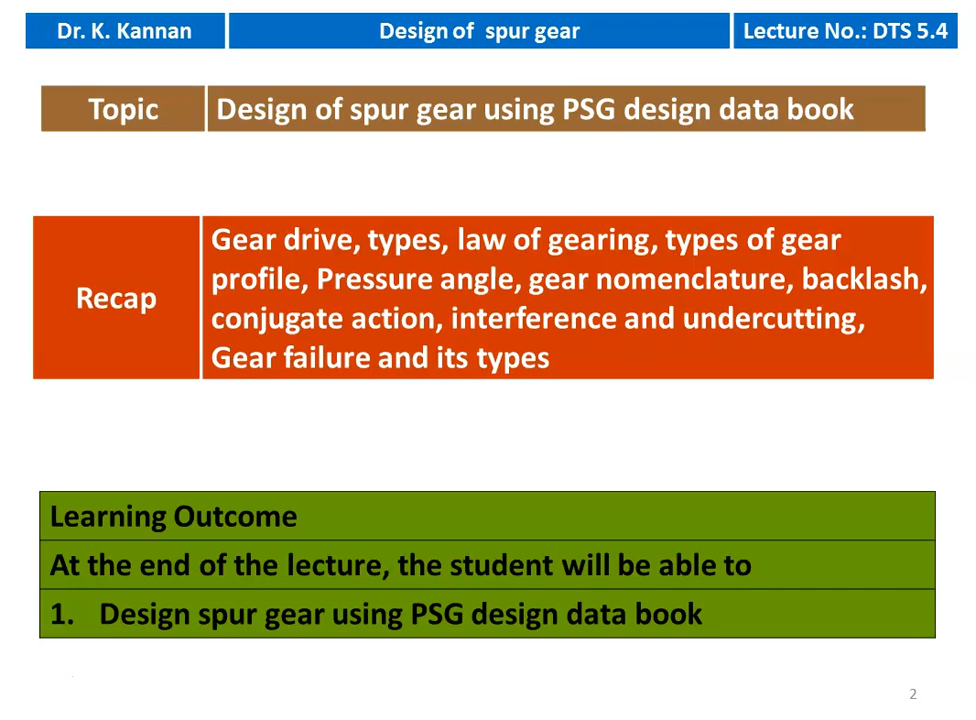 Dr. K. Kannan
Design of spur gear
Lecture No.: DTS 5.4
Topic
Design of spur gear using PSG design data book
Recap
Gear drive, types, law of gearing, types of gear
profile, Pressure angle, gear nomenclature, backlash,
conjugate action, interference and undercutting,
Gear failure and its types
Learning Outcome
At the end of the lecture, the student will be able to
1. Design spur gear using PSG design data book
2